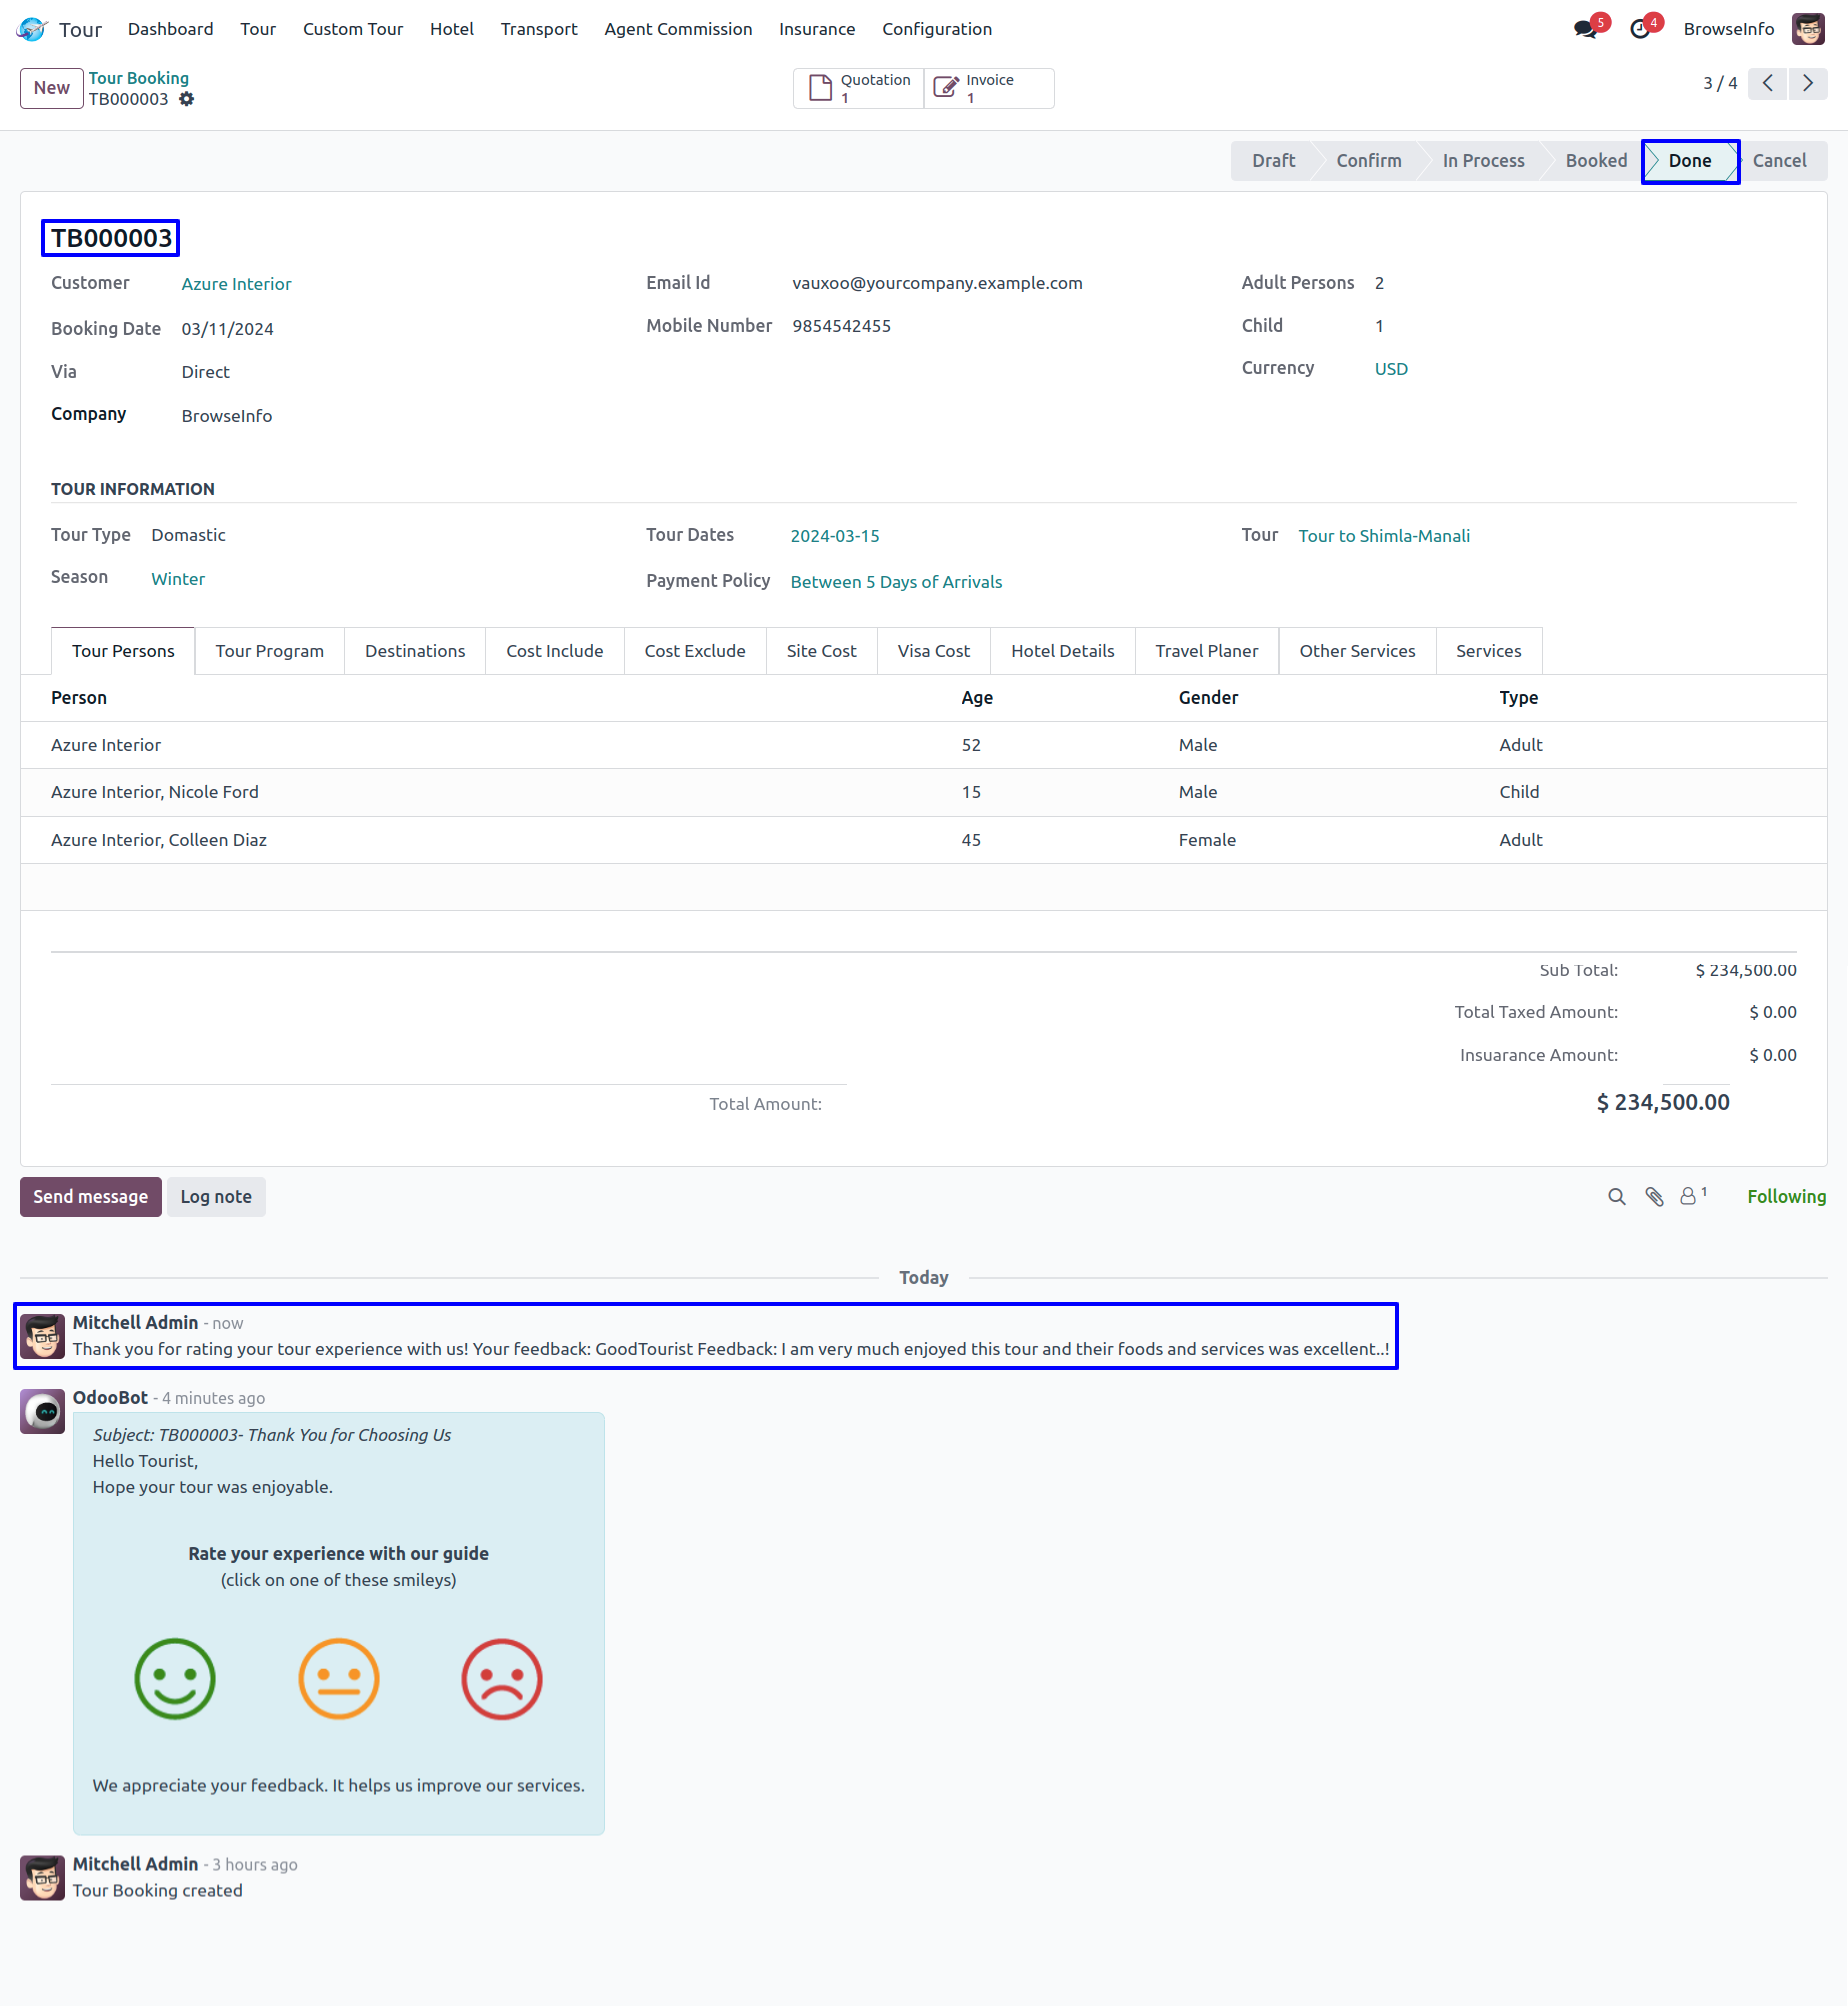 Tour Dashboard Tour Custom Tour Hotel Transport Agent Commission Insurance Configuration 5 4 BrowseInfo
New Tour Booking Quotation 1 Invoice 1 3 / 4
TB000003
Draft Confirm In Process Booked Done Cancel
TB000003
Customer Azure Interior Email Id vauxoo@yourcompany.example.com Adult Persons 2
Booking Date 03/11/2024 Mobile Number 9854542455 Child 1
Via Direct Currency USD
Company BrowseInfo
TOUR INFORMATION
Tour Type Domastic Tour Dates 2024-03-15 Tour Tour to Shimla-Manali
Season Winter Payment Policy Between 5 Days of Arrivals
Tour Persons Tour Program Destinations Cost Include Cost Exclude Site Cost Visa Cost Hotel Details Travel Planer Other Services Services
Person Age Gender Type
Azure Interior 52 Male Adult
Azure Interior, Nicole Ford 15 Male Child
Azure Interior, Colleen Diaz 45 Female Adult
Sub Total: $ 234,500.00
Total Taxed Amount: $ 0.00
Insuarance Amount: $ 0.00
Total Amount: $ 234,500.00
Send message Log note 1 Following
Today
Mitchell Admin - now
Thank you for rating your tour experience with us! Your feedback: GoodTourist Feedback: I am very much enjoyed this tour and their foods and services was excellent..!
OdooBot - 4 minutes ago
Subject: TB000003- Thank You for Choosing Us
Hello Tourist,
Hope your tour was enjoyable.
Rate your experience with our guide
(click on one of these smileys)
We appreciate your feedback. It helps us improve our services.
Mitchell Admin - 3 hours ago
Tour Booking created